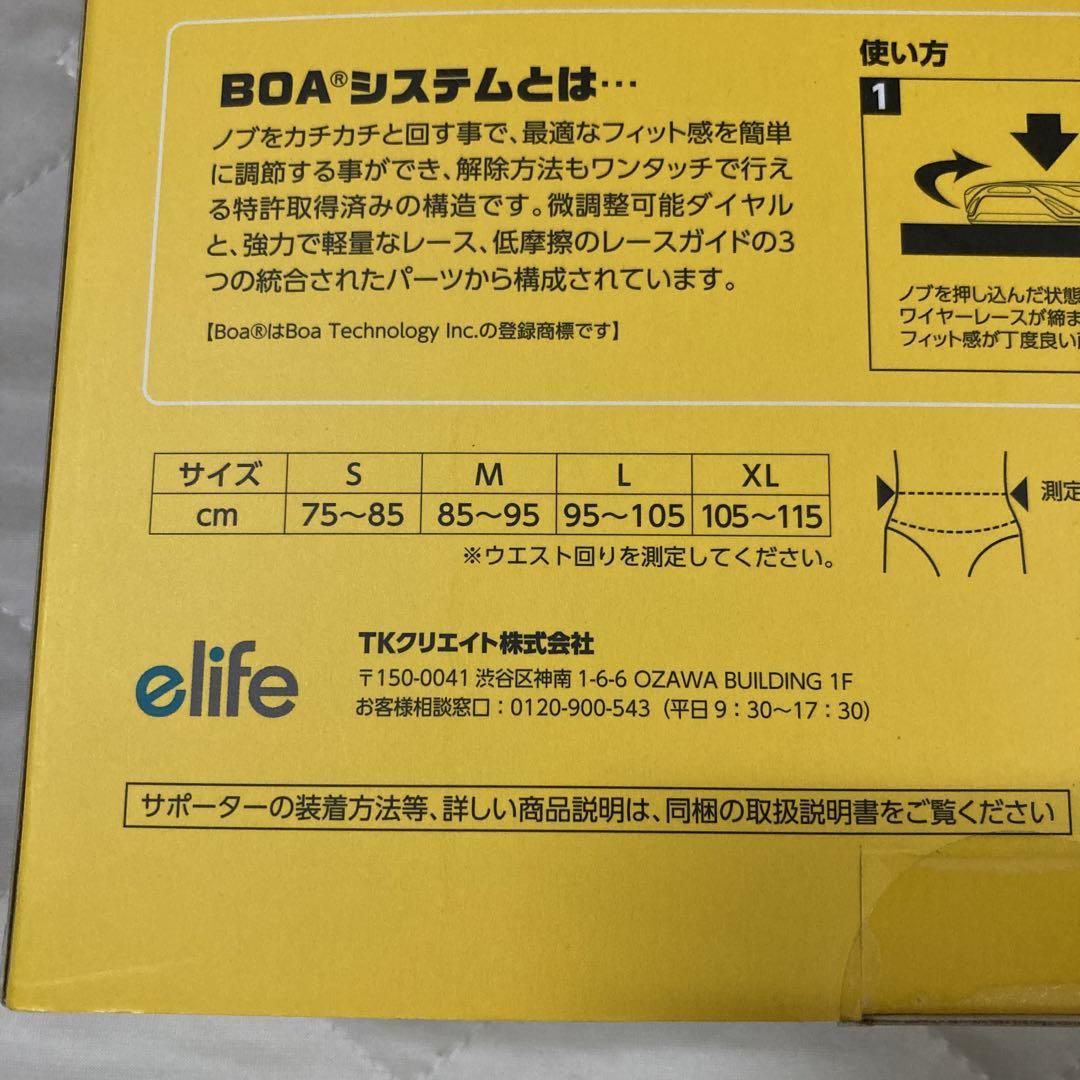 BOA®システムとは…
ノブをカチカチと回す事で、最適なフィット感を簡単
に調節する事ができ、解除方法もワンタッチで行え
る特許取得済みの構造です。微調整可能ダイヤル
と、強力で軽量なレース、低摩擦のレースガイドの3
つの統合されたパーツから構成されています。
【Boa®はBoa Technology Inc.の登録商標です】
使い方
1
ノブを押し込んだ状態
ワイヤーレースが締ま
フィット感が丁度良い
サイズ S M L XL
cm 75〜85 85〜95 95〜105 105〜115
※ウエスト回りを測定してください。
測定
elife
TKクリエイト株式会社
〒150-0041 渋谷区神南 1-6-6 OZAWA BUILDING 1F
お客様相談窓口：0120-900-543（平日9：30〜17：30）
サポーターの装着方法等、詳しい商品説明は、同梱の取扱説明書をご覧ください